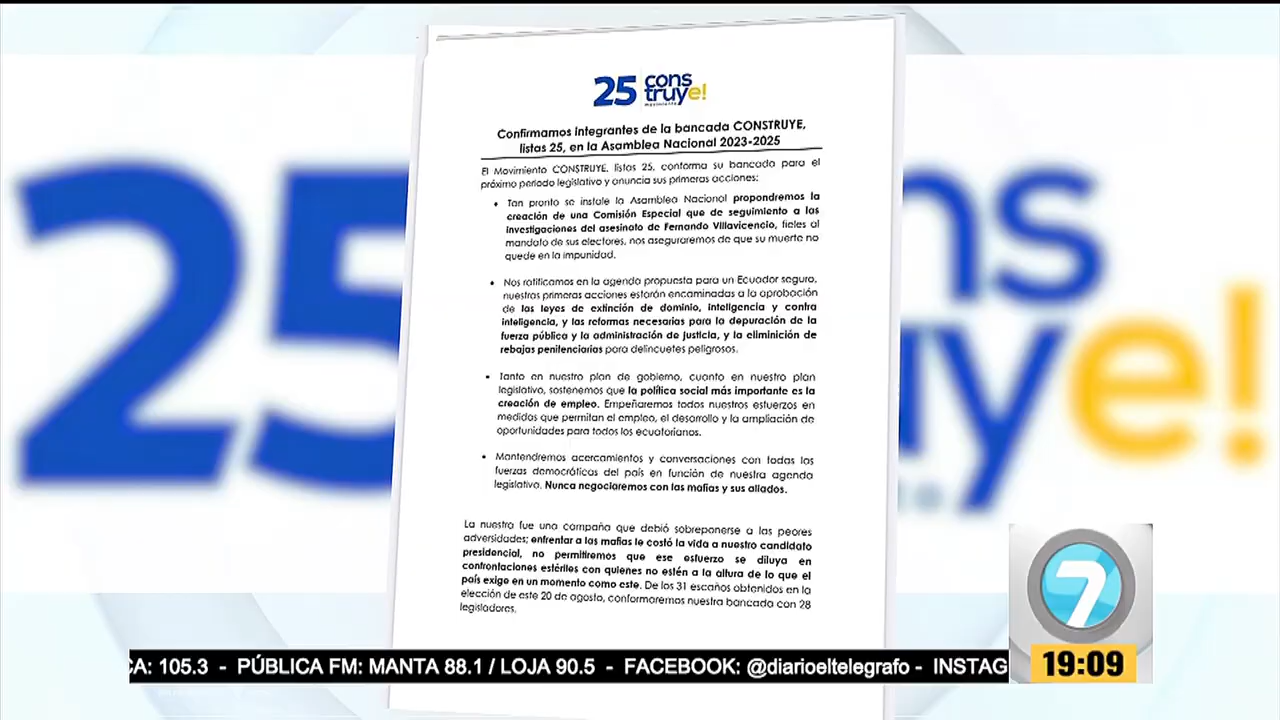 25 construye!
movimiento
Confirmamos integrantes de la bancada CONSTRUYE,
listas 25, en la Asamblea Nacional 2023-2025
El Movimiento CONSTRUYE, listas 25, conforma su bancada para el
próximo periodo legislativo y anuncia sus primeras acciones:
• Tan pronto se instale la Asamblea Nacional propondremos la
creación de una Comisión Especial que de seguimiento a las
investigaciones del asesinato de Fernando Villavicencio, fieles al
mandato de sus electores, nos aseguraremos de que su muerte no
quede en la impunidad.
• Nos ratificamos en la agenda propuesta para un Ecuador seguro,
nuestras primeras acciones estarán encaminadas a la aprobación
de las leyes de extinción de dominio, inteligencia y contra
inteligencia, y las reformas necesarias para la depuración de la
fuerza pública y la administración de justicia, y la eliminición de
rebajas penitenciarias para delincuetes peligrosos.
• Tanto en nuestro plan de gobierno, cuanto en nuestro plan
legislativo, sostenemos que la política social más importante es la
creación de empleo. Empeñaremos todos nuestros esfuerzos en
medidas que permitan el empleo, el desarrollo y la ampliación de
oportunidades para todos los ecuatorianos.
• Mantendremos acercamientos y conversaciones con todas las
fuerzas democráticas del país en función de nuestra agenda
legislativa. Nunca negociaremos con las mafias y sus aliados.
La nuestra fue una campaña que debió sobreponerse a las peores
adversidades; enfrentar a las mafias le costó la vida a nuestro candidato
presidencial, no permitiremos que ese esfuerzo se diluya en
confrontaciones estériles con quienes no estén a la altura de lo que el
país exige en un momento como este. De los 31 escaños obtenidos en la
elección de este 20 de agosto, conformaremos nuestra bancada con 28
legisladores.
25
ns
uye!
7
CA: 105.3 - PÚBLICA FM: MANTA 88.1 / LOJA 90.5 - FACEBOOK: @diarioeltelegrafo - INSTAG
19:09